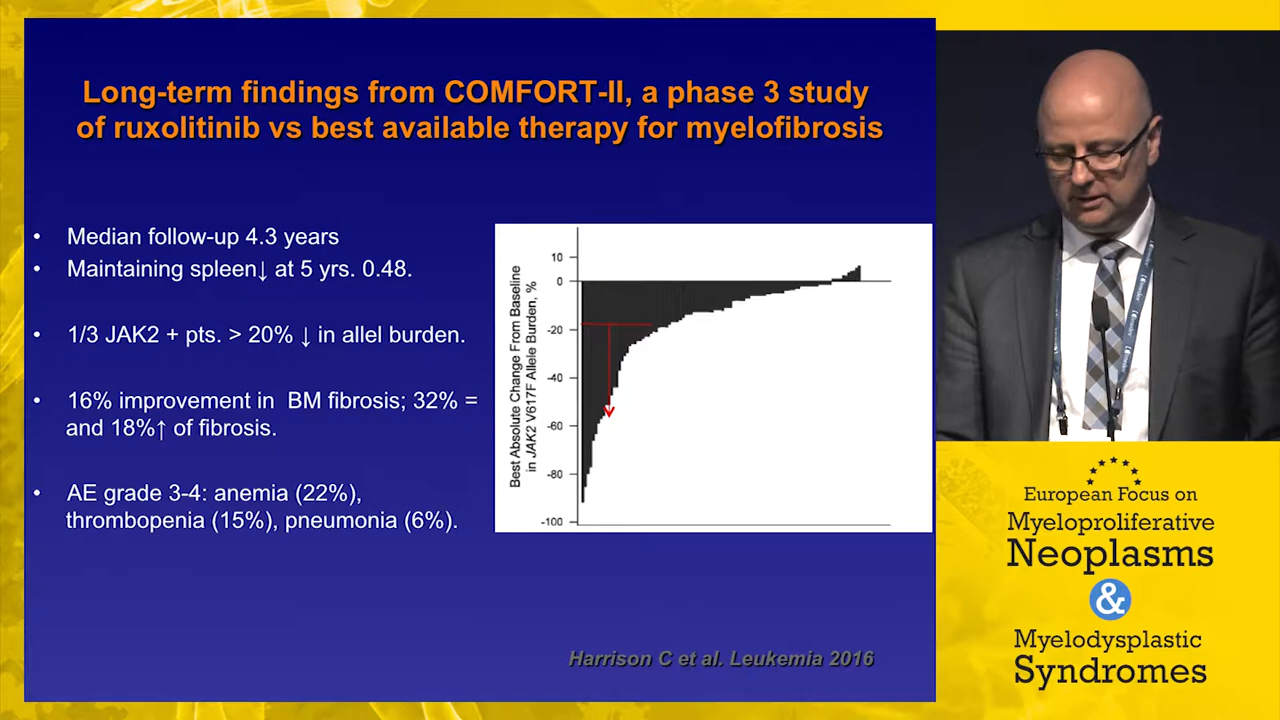 Long-term findings from COMFORT-II, a phase 3 study
of ruxolitinib vs best available therapy for myelofibrosis
• Median follow-up 4.3 years
• Maintaining spleen↓ at 5 yrs. 0.48.
• 1/3 JAK2 + pts. > 20% ↓ in allel burden.
• 16% improvement in BM fibrosis; 32% =
and 18%↑ of fibrosis.
• AE grade 3-4: anemia (22%),
thrombopenia (15%), pneumonia (6%).
Best Absolute Change From Baseline
in JAK2 V617F Allele Burden, %
10
0
-20
-40
-60
-80
-100
Harrison C et al. Leukemia 2016
European Focus on
Myeloproliferative
Neoplasms
&
Myelodysplastic
Syndromes